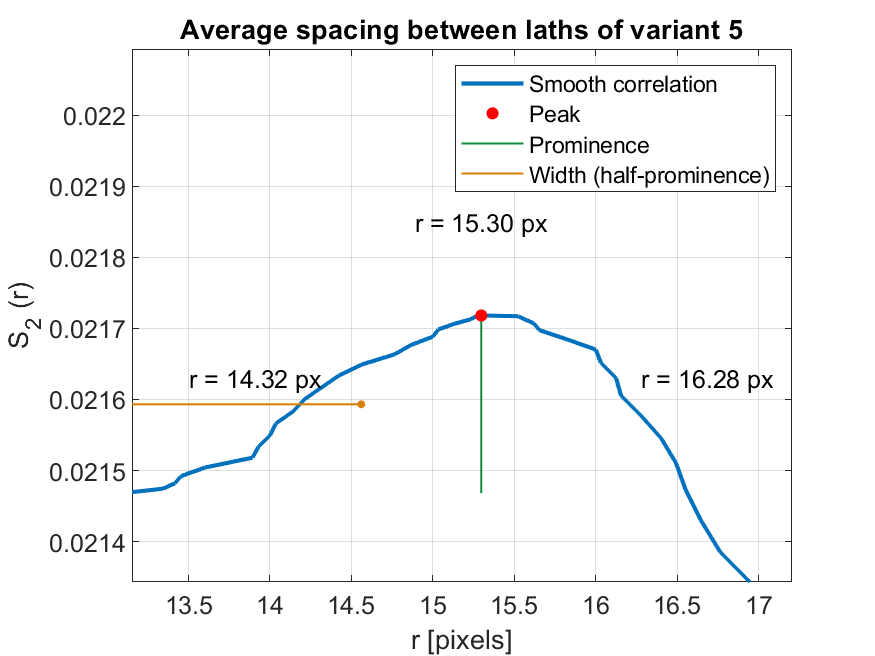 Average spacing between laths of variant 5
Smooth correlation
Peak
Prominence
Width (half-prominence)
r = 15.30 px
r = 14.32 px
r = 16.28 px
S2 (r)
0.022
0.0219
0.0218
0.0217
0.0216
0.0215
0.0214
13.5 14 14.5 15 15.5 16 16.5 17
r [pixels]